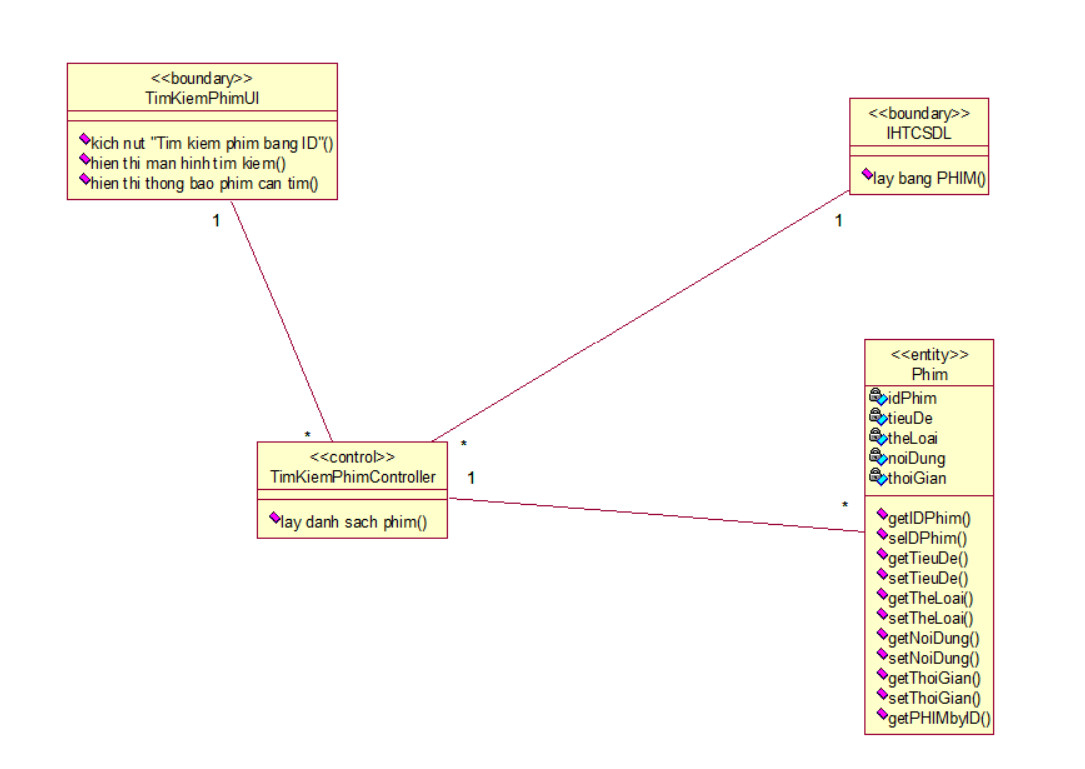 <<boundary>>
TimKiemPhimUI
kich nut "Tim kiem phim bang ID"()
hien thi man hinh tim kiem()
hien thi thong bao phim can tim()
1
<<boundary>>
IHTCSDL
lay bang PHIM()
1
*
*
<<control>>
TimKiemPhimController
lay danh sach phim()
1
*
<<entity>>
Phim
idPhim
tieuDe
theLoai
noiDung
thoiGian
getIDPhim()
seIDPhim()
getTieuDe()
setTieuDe()
getTheLoai()
setTheLoai()
getNoiDung()
setNoiDung()
getThoiGian()
setThoiGian()
getPHIMbyID()